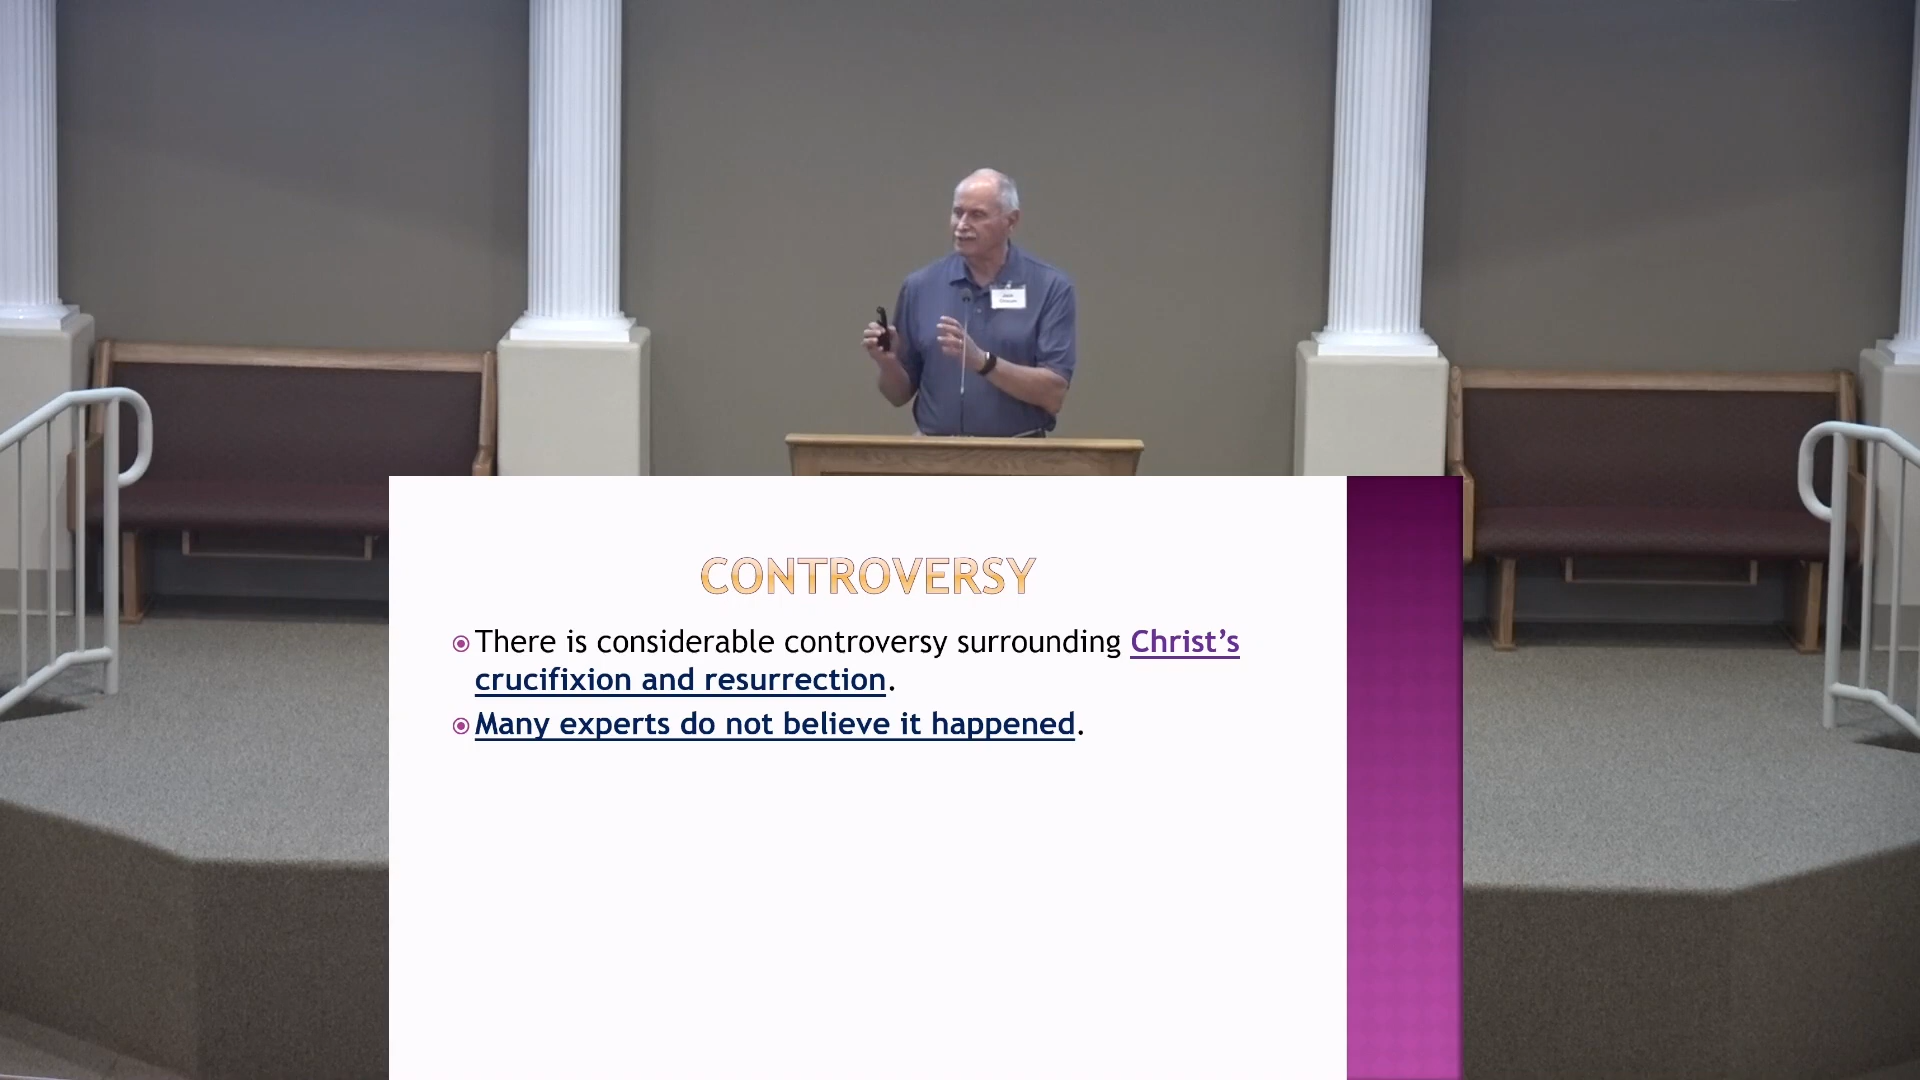 CONTROVERSY
There is considerable controversy surrounding Christ’s
crucifixion and resurrection.
Many experts do not believe it happened.